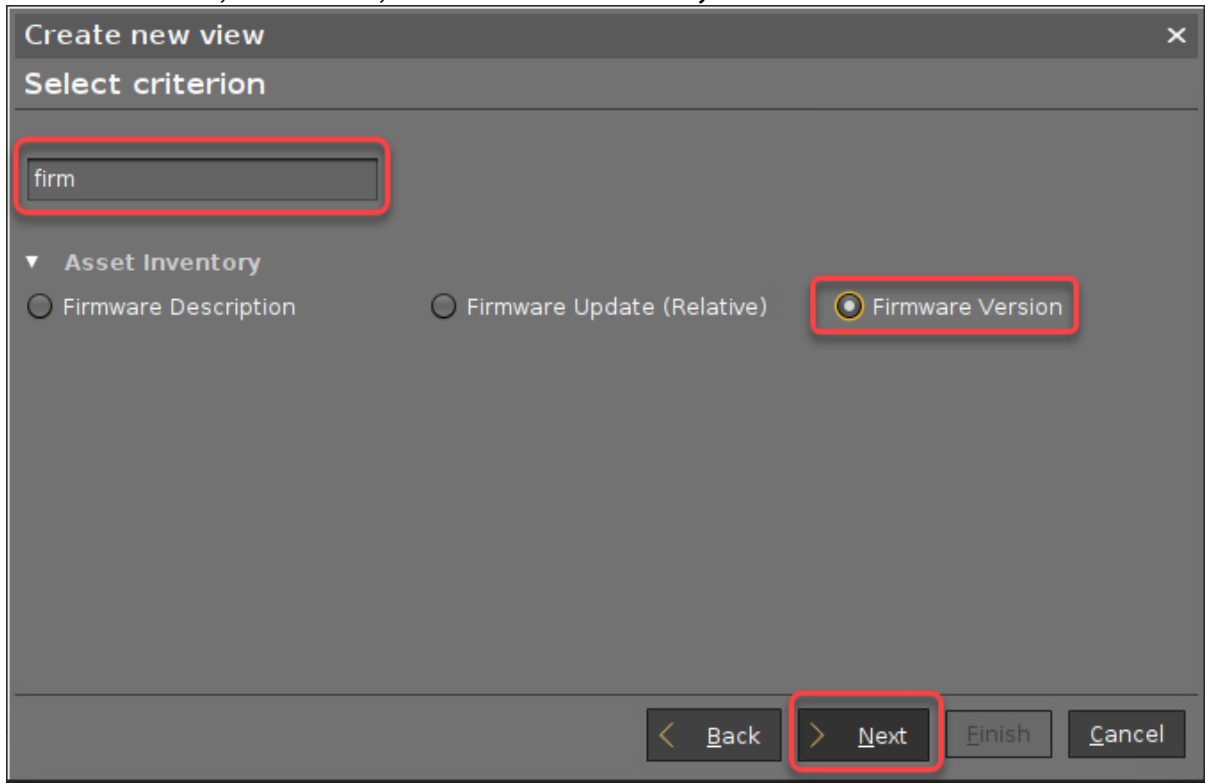 Create new view
Select criterion
firm
Asset Inventory
Firmware Description Firmware Update (Relative) Firmware Version
Back Next Finish Cancel